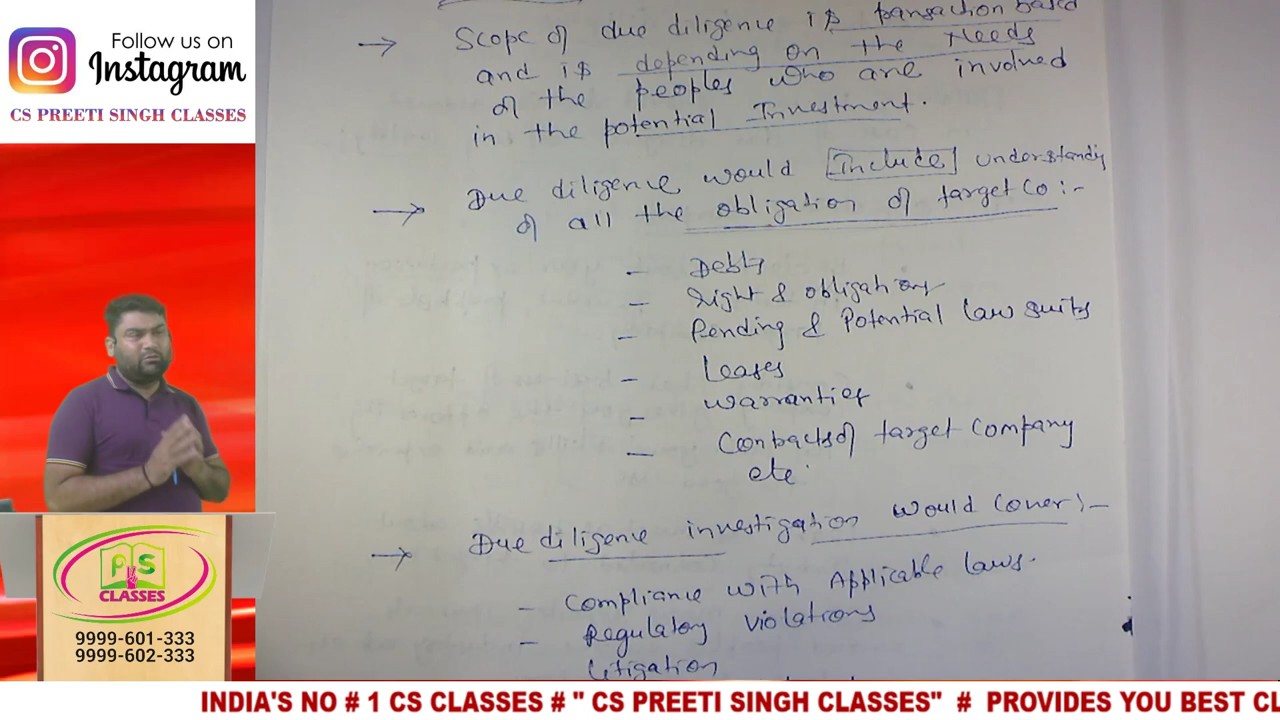 Follow us on
Instagram
CS PREETI SINGH CLASSES
→ Scope of due diligence is transaction based
and is depending on the Needs
of the peoples who are involved
in the potential Investment.
→ Due diligence would Include understanding
of all the obligation of target Co :-
- Debts
- right & obligations
- Pending & Potential law suits
- Leases
- warranties
- Contracts of target Company
etc.
→ Due diligence investigation would Cover :-
- Compliance with Applicable laws.
- Regulatory violations
Litigation
PS
CLASSES
9999-601-333
9999-602-333
INDIA'S NO # 1 CS CLASSES # " CS PREETI SINGH CLASSES" # PROVIDES YOU BEST CL